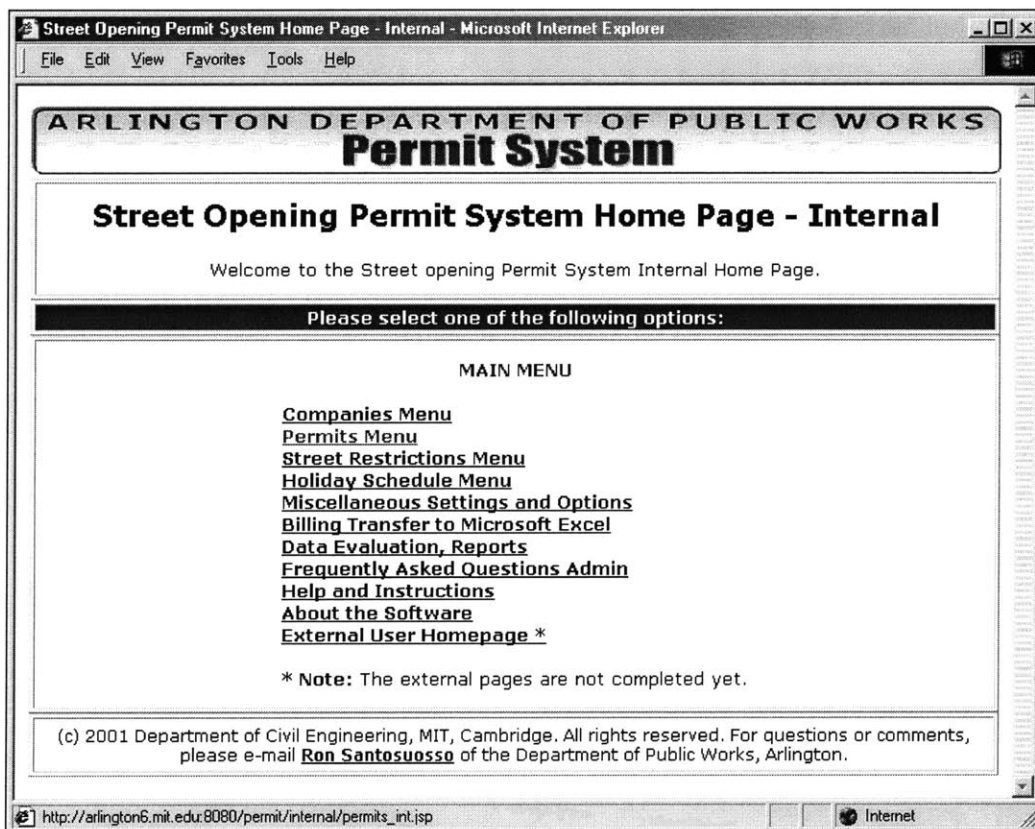 Street Opening Permit System Home Page - Internal - Microsoft Internet Explorer
File Edit View Favorites Tools Help
ARLINGTON DEPARTMENT OF PUBLIC WORKS
Permit System
Street Opening Permit System Home Page - Internal
Welcome to the Street opening Permit System Internal Home Page.
Please select one of the following options:
MAIN MENU
Companies Menu
Permits Menu
Street Restrictions Menu
Holiday Schedule Menu
Miscellaneous Settings and Options
Billing Transfer to Microsoft Excel
Data Evaluation, Reports
Frequently Asked Questions Admin
Help and Instructions
About the Software
External User Homepage *
* Note: The external pages are not completed yet.
(c) 2001 Department of Civil Engineering, MIT, Cambridge. All rights reserved. For questions or comments,
please e-mail Ron Santosuosso of the Department of Public Works, Arlington.
http://arlington6.mit.edu:8080/permit/internal/permits_int.jsp Internet